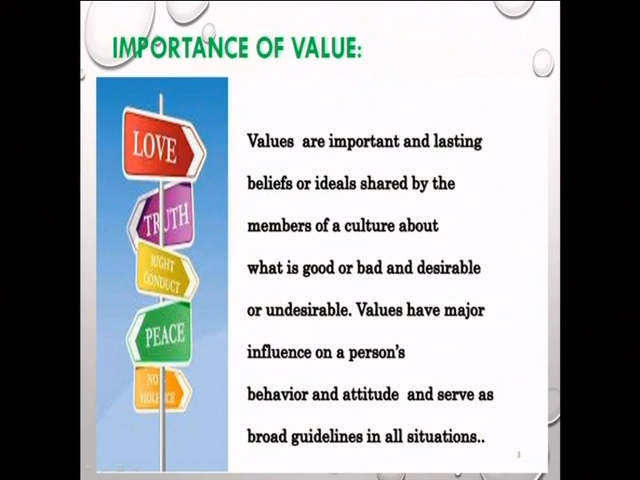 IMPORTANCE OF VALUE:
LOVE
TRUTH
RIGHT
CONDUCT
PEACE
NON
VIOLENCE
Values are important and lasting
beliefs or ideals shared by the
members of a culture about
what is good or bad and desirable
or undesirable. Values have major
influence on a person's
behavior and attitude and serve as
broad guidelines in all situations..
3